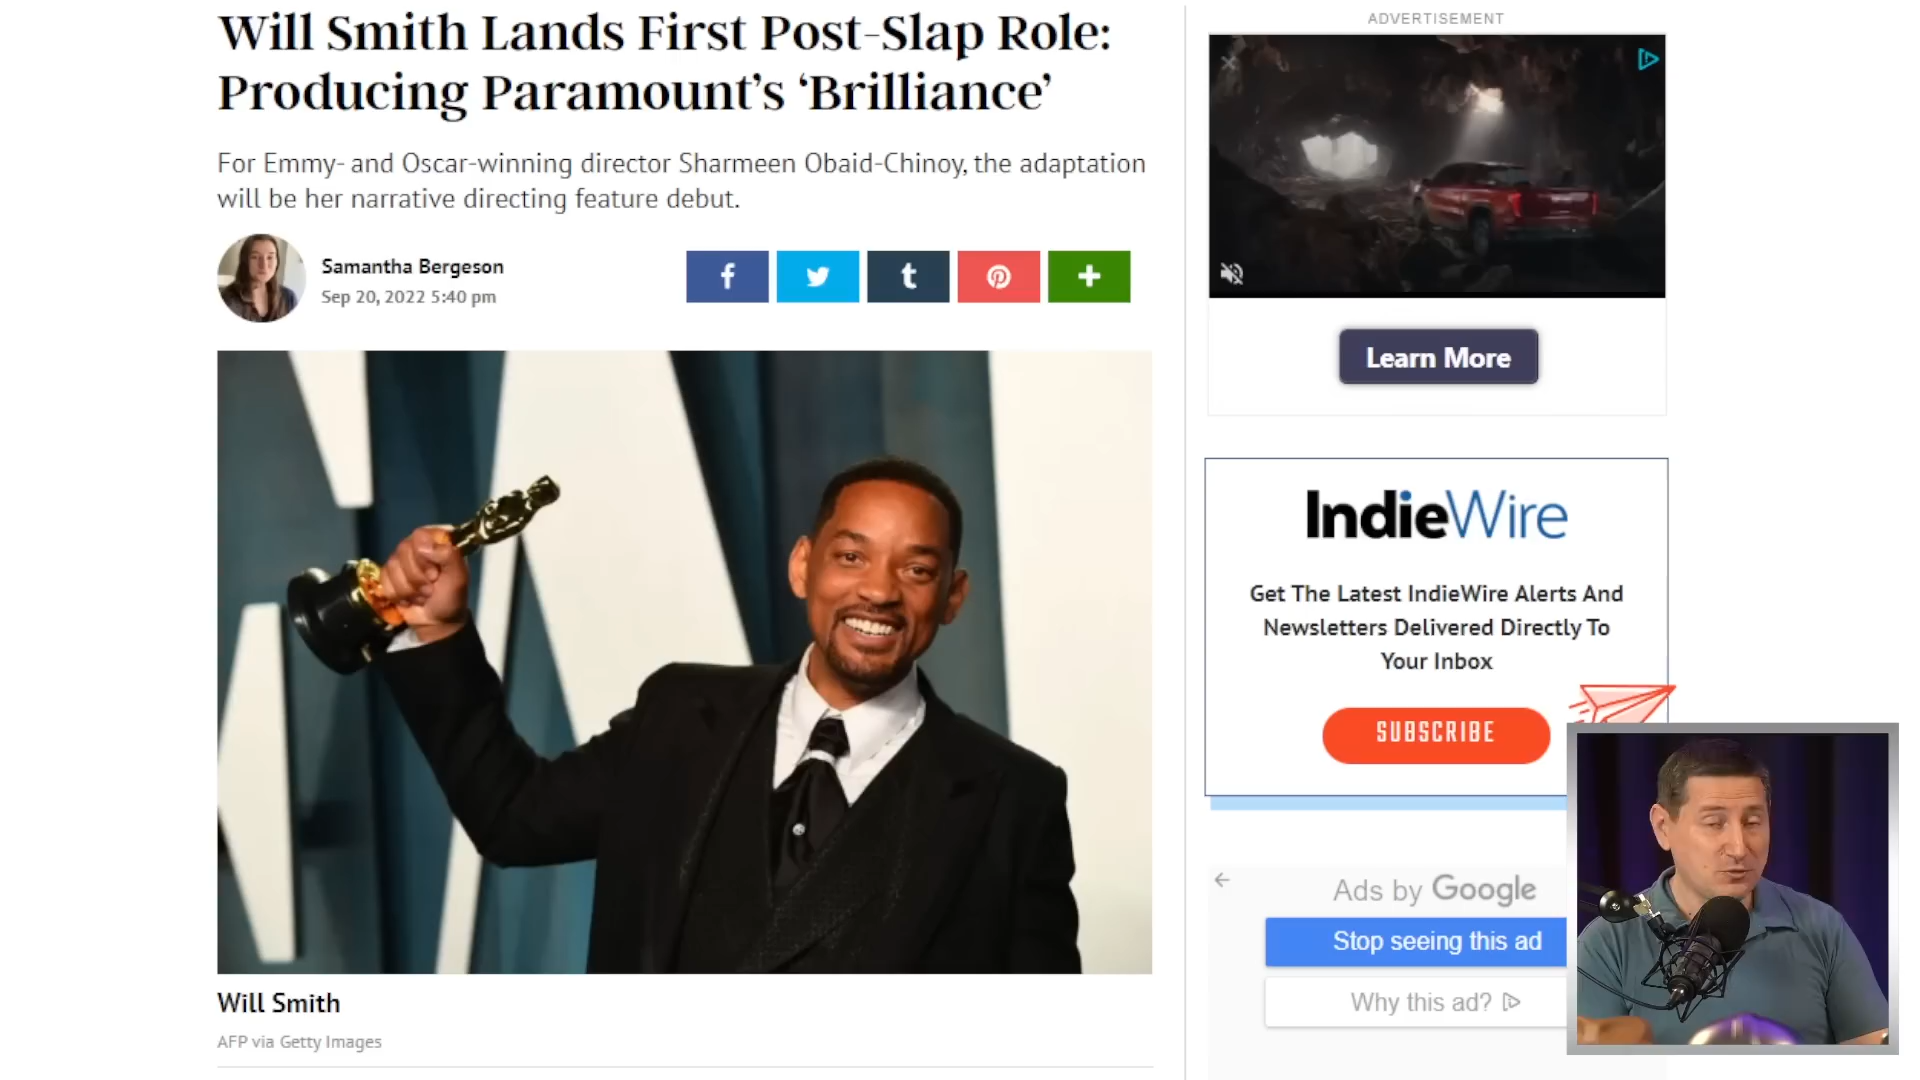 Will Smith Lands First Post-Slap Role:
Producing Paramount’s ‘Brilliance’
For Emmy- and Oscar-winning director Sharmeen Obaid-Chinoy, the adaptation
will be her narrative directing feature debut.
Samantha Bergeson
Sep 20, 2022 5:40 pm
f
t
Will Smith
AFP via Getty Images
ADVERTISEMENT
Learn More
IndieWire
Get The Latest IndieWire Alerts And
Newsletters Delivered Directly To
Your Inbox
SUBSCRIBE
Ads by Google
Stop seeing this ad
Why this ad?